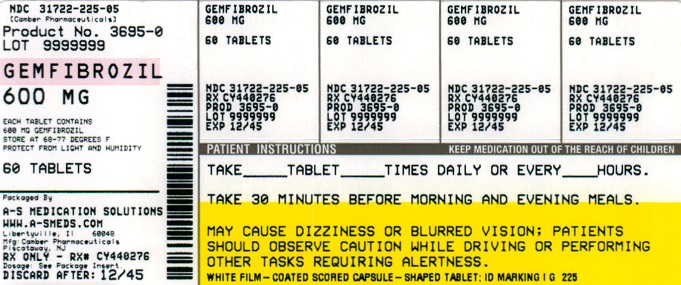 NDC 31722-225-05
[Camber Pharmaceuticals]
Product No. 3695-0
LOT 9999999
GEMFIBROZIL
600 MG
EACH TABLET CONTAINS
600 MG GEMFIBROZIL
STORE AT 68-77 DEGREES F
PROTECT FROM LIGHT AND HUMIDITY
60 TABLETS
Packaged By
A-S MEDICATION SOLUTIONS
WWW.A-SMEDS.COM
Libertyville, Il 60048
Mfg: Camber Pharmaceuticals
Piscataway, NJ
RX ONLY - RX# CY440276
Dosage: See Package Insert
DISCARD AFTER: 12/45
GEMFIBROZIL
600 MG
60 TABLETS
NDC 31722-225-05
RX CY440276
PROD 3695-0
LOT 9999999
EXP 12/45
GEMFIBROZIL
600 MG
60 TABLETS
NDC 31722-225-05
RX CY440276
PROD 3695-0
LOT 9999999
EXP 12/45
GEMFIBROZIL
600 MG
60 TABLETS
NDC 31722-225-05
RX CY440276
PROD 3695-0
LOT 9999999
EXP 12/45
GEMFIBROZIL
600 MG
60 TABLETS
NDC 31722-225-05
RX CY440276
PROD 3695-0
LOT 9999999
EXP 12/45
PATIENT INSTRUCTIONS KEEP MEDICATION OUT OF THE REACH OF CHILDREN
TAKE_____TABLET_____TIMES DAILY OR EVERY____HOURS.
TAKE 30 MINUTES BEFORE MORNING AND EVENING MEALS.
MAY CAUSE DIZZINESS OR BLURRED VISION; PATIENTS
SHOULD OBSERVE CAUTION WHILE DRIVING OR PERFORMING
OTHER TASKS REQUIRING ALERTNESS.
WHITE FILM-COATED SCORED CAPSULE-SHAPED TABLET; ID MARKING I G 225